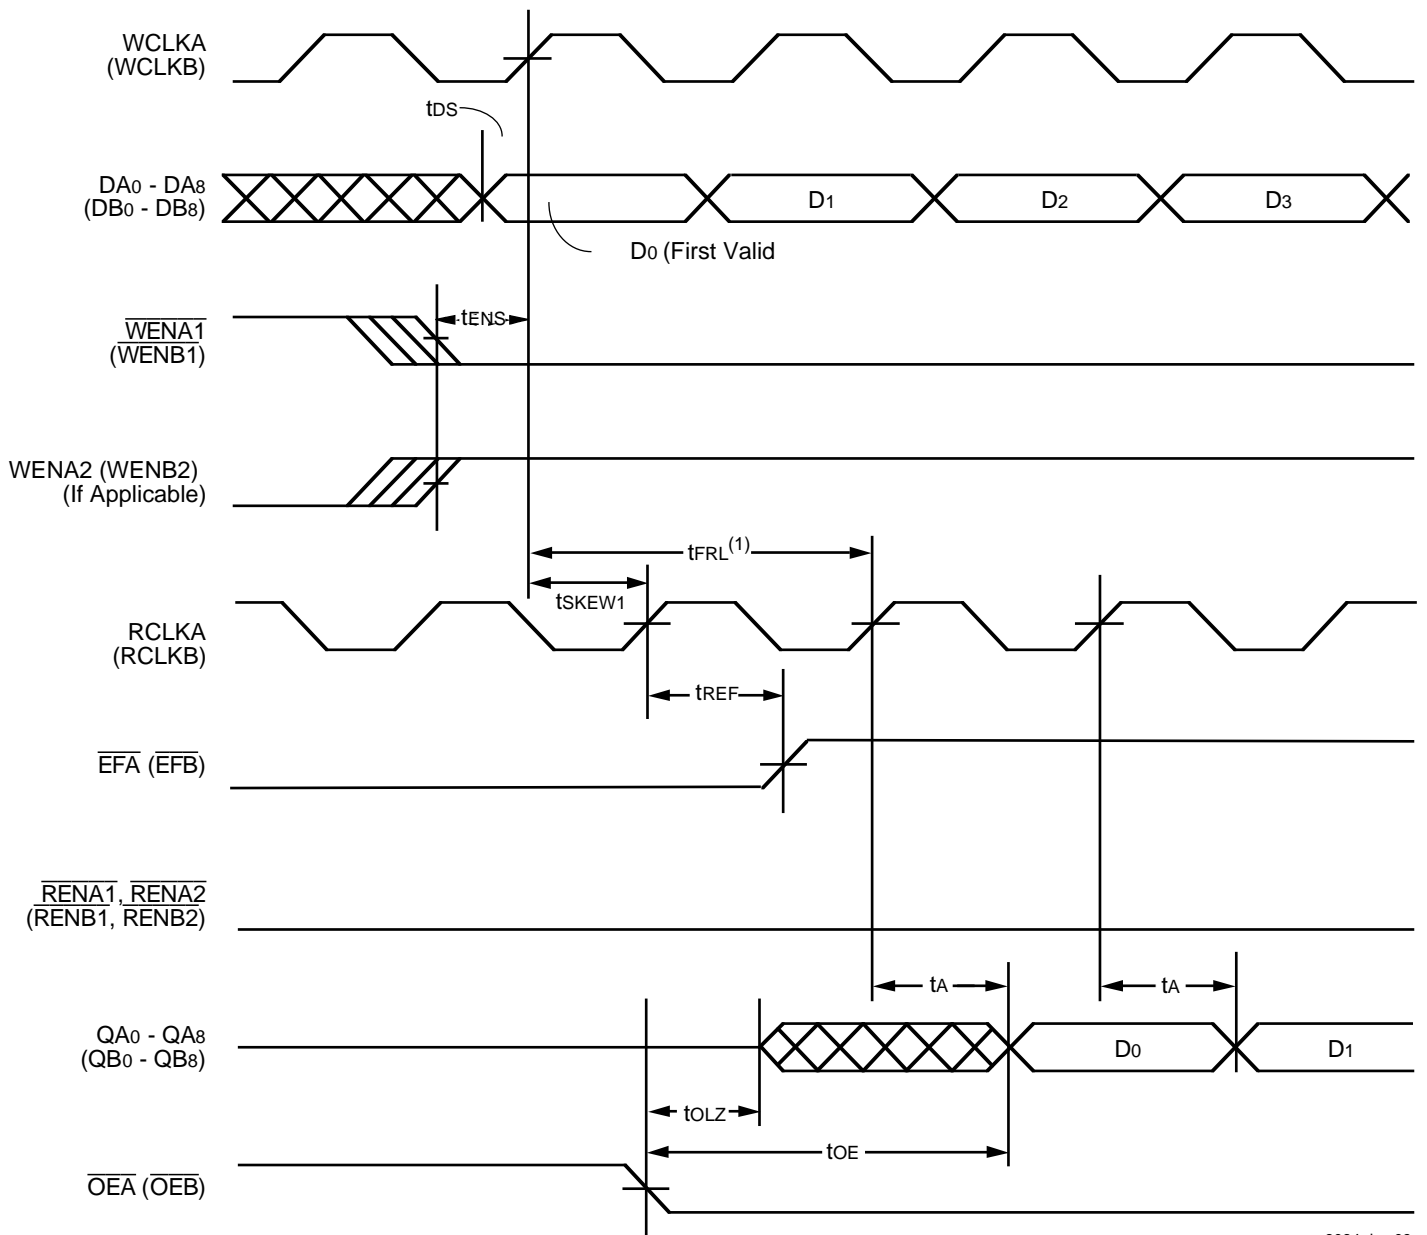 WCLKA
(WCLKB)
tDS
DA0 - DA8
(DB0 - DB8)
D1
D2
D3
D0 (First Valid
WENA1
(WENB1)
tENS
WENA2 (WENB2)
(If Applicable)
tFRL(1)
tSKEW1
RCLKA
(RCLKB)
tREF
EFA (EFB)
RENA1, RENA2
(RENB1, RENB2)
tA
tA
QA0 - QA8
(QB0 - QB8)
D0
D1
tOLZ
tOE
OEA (OEB)